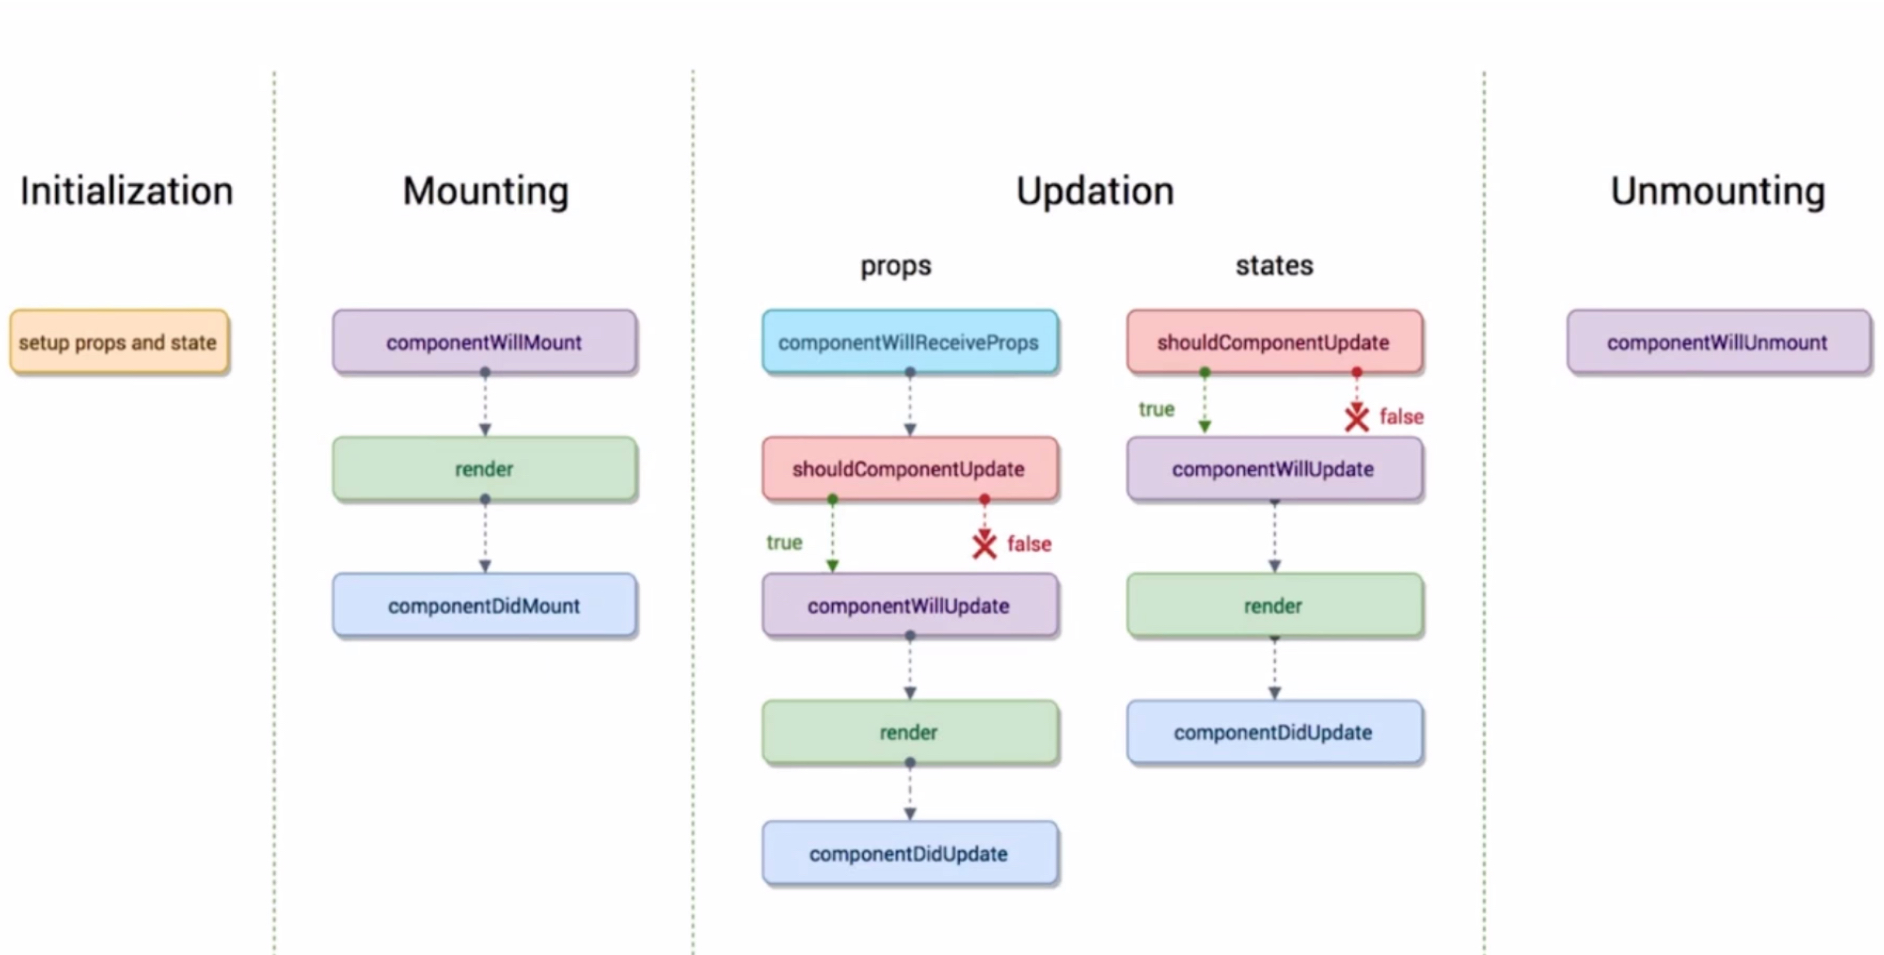 Initialization
Mounting
Updation
Unmounting
props
states
setup props and state
componentWillMount
render
componentDidMount
componentWillReceiveProps
shouldComponentUpdate
true
false
componentWillUpdate
render
componentDidUpdate
shouldComponentUpdate
true
false
componentWillUpdate
render
componentDidUpdate
componentWillUnmount